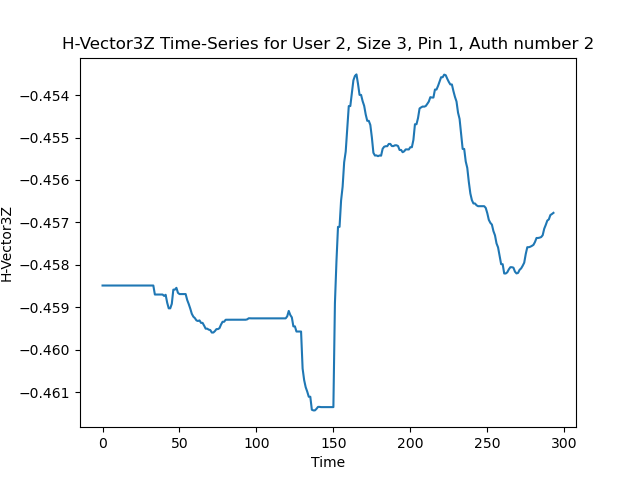 H-Vector3Z Time-Series for User 2, Size 3, Pin 1, Auth number 2
H-Vector3Z
−0.454
−0.455
−0.456
−0.457
−0.458
−0.459
−0.460
−0.461
0 50 100 150 200 250 300
Time